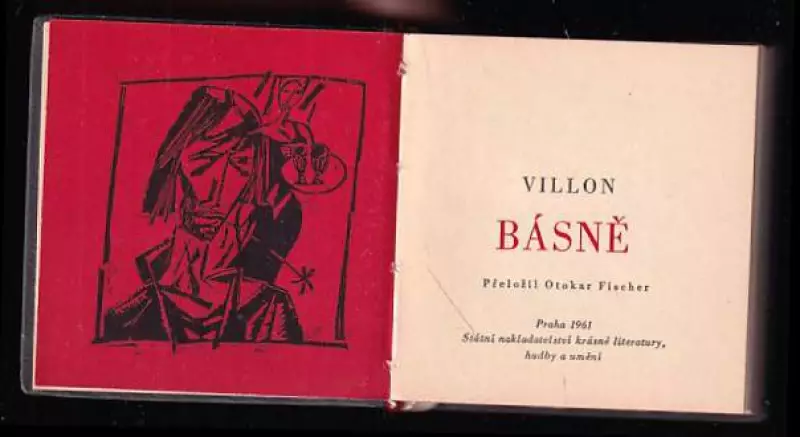 VILLON
BÁSNĚ
Přeložil Otokar Fischer
Praha 1961
Státní nakladatelství krásné literatury,
hudby a umění